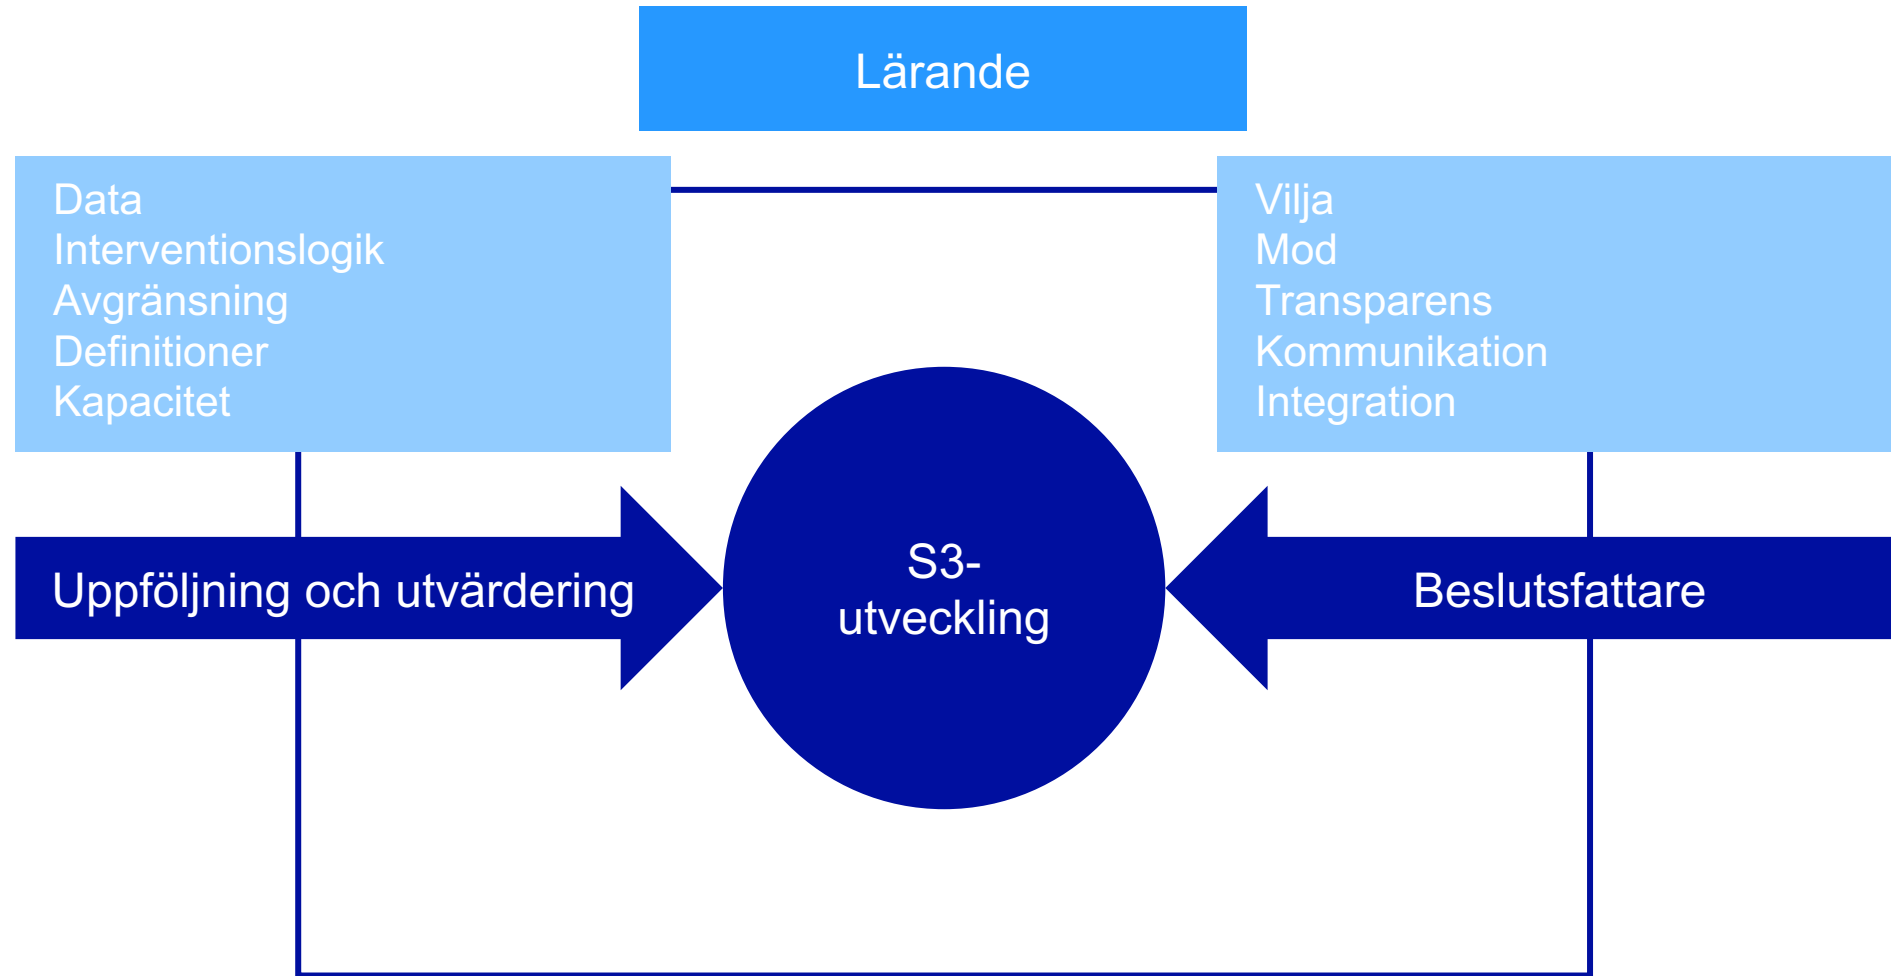 Lärande
Data
Interventionslogik
Avgränsning
Definitioner
Kapacitet
Vilja
Mod
Transparens
Kommunikation
Integration
Uppföljning och utvärdering
S3-
utveckling
Beslutsfattare